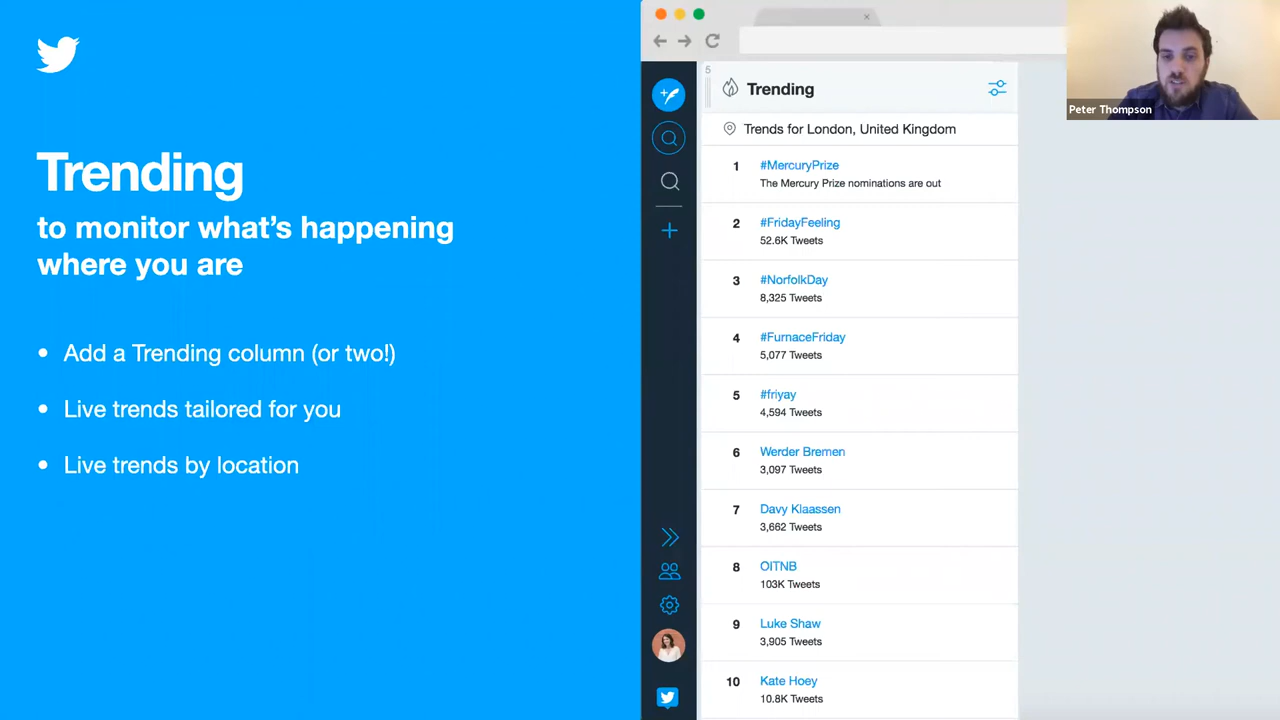 Trending
to monitor what's happening
where you are
• Add a Trending column (or two!)
• Live trends tailored for you
• Live trends by location
5
Trending
Trends for London, United Kingdom
1 #MercuryPrize
The Mercury Prize nominations are out
2 #FridayFeeling
52.6K Tweets
3 #NorfolkDay
8,325 Tweets
4 #FurnaceFriday
5,077 Tweets
5 #friyay
4,594 Tweets
6 Werder Bremen
3,097 Tweets
7 Davy Klaassen
3,662 Tweets
8 OITNB
103K Tweets
9 Luke Shaw
3,905 Tweets
10 Kate Hoey
10.8K Tweets
Peter Thompson